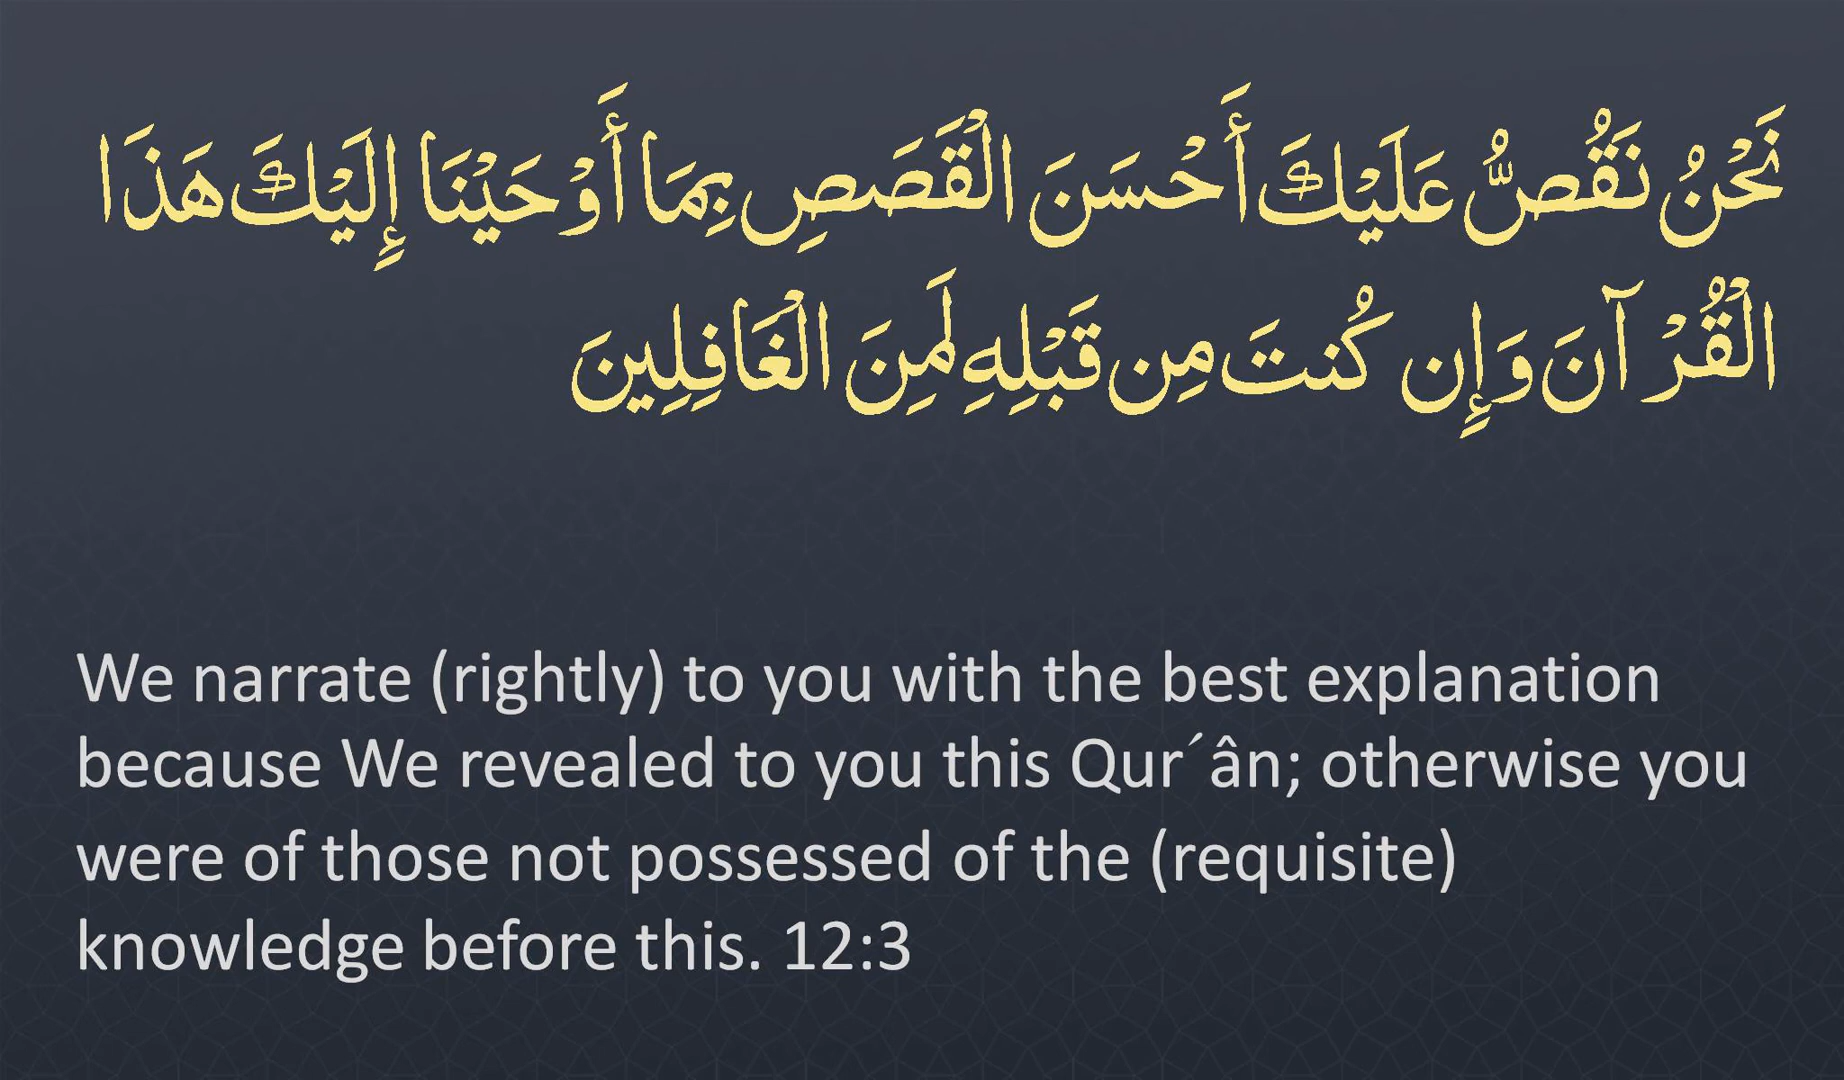 نَحْنُ نَقُصُّ عَلَيْكَ أَحْسَنَ الْقَصَصِ بِمَا أَوْحَيْنَا إِلَيْكَ هَذَا
الْقُرْآنَ وَإِن كُنتَ مِن قَبْلِهِ لَمِنَ الْغَافِلِينَ
We narrate (rightly) to you with the best explanation
because We revealed to you this Qur´ân; otherwise you
were of those not possessed of the (requisite)
knowledge before this. 12:3